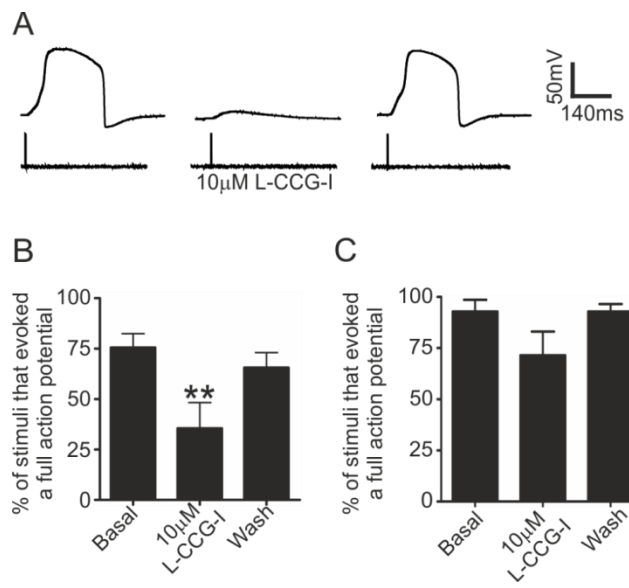 A
50mV
140ms
10μM L-CCG-I
B
% of stimuli that evoked
a full action potential
100
75
50
25
0
**
Basal
10μM
L-CCG-I
Wash
C
% of stimuli that evoked
a full action potential
100
75
50
25
0
Basal
10μM
L-CCG-I
Wash